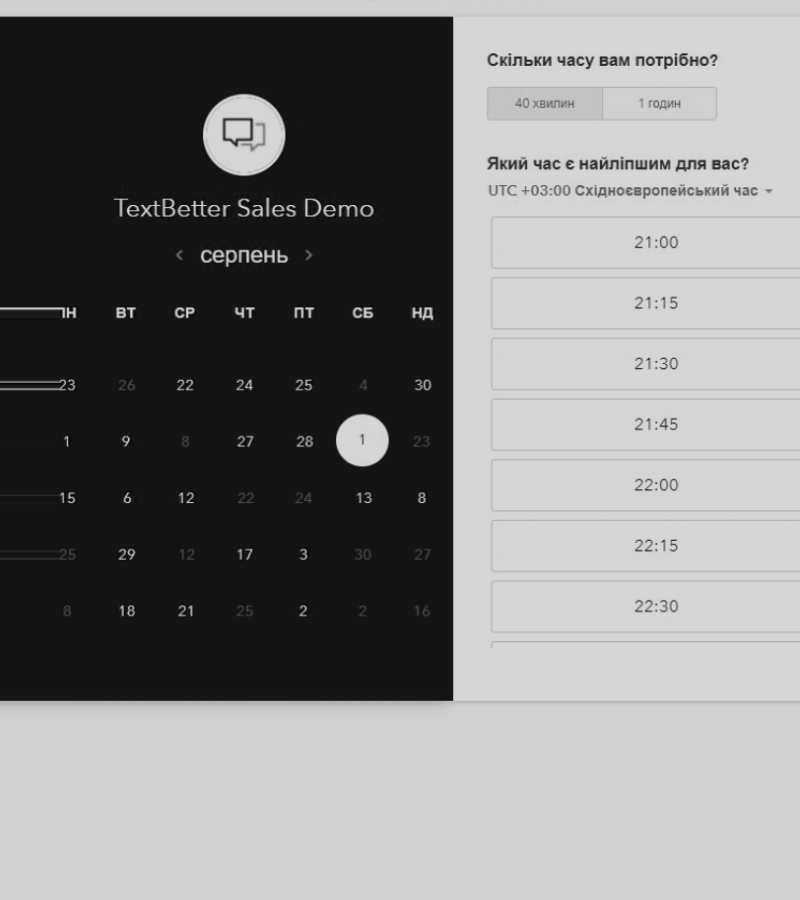 TextBetter Sales Demo
серпень
ПН ВТ СР ЧТ ПТ СБ НД
23 26 22 24 25 4 30
1 9 8 27 28 1 23
15 6 12 22 24 13 8
25 29 12 17 3 30 27
8 18 21 25 2 2 16
Скільки часу вам потрібно?
40 хвилин 1 годин
Який час є найліпшим для вас?
UTC +03:00 Східноєвропейський час
21:00
21:15
21:30
21:45
22:00
22:15
22:30